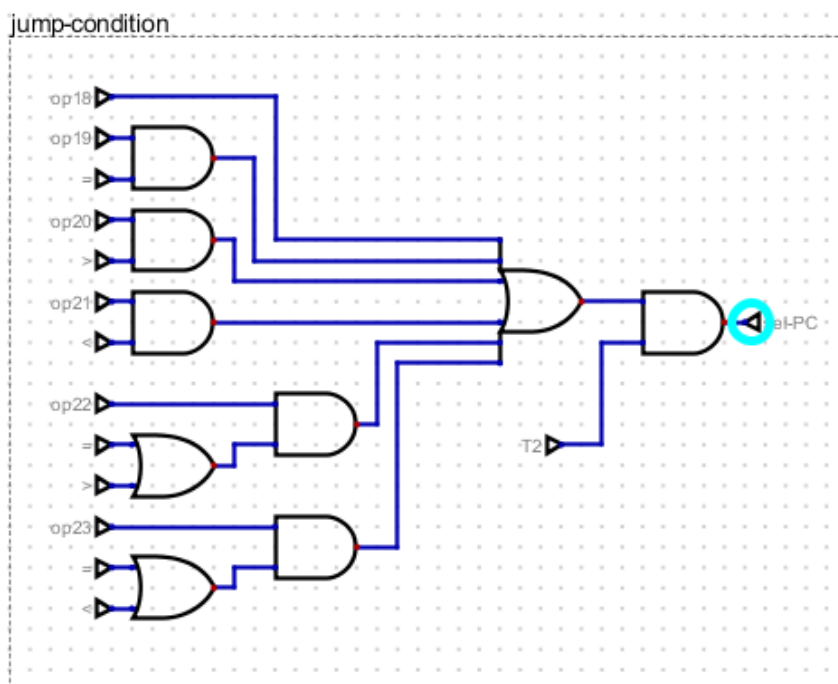 jump-condition
op18
op19
=
op20
>
op21
<
op22
=
>
T2
op23
=
<